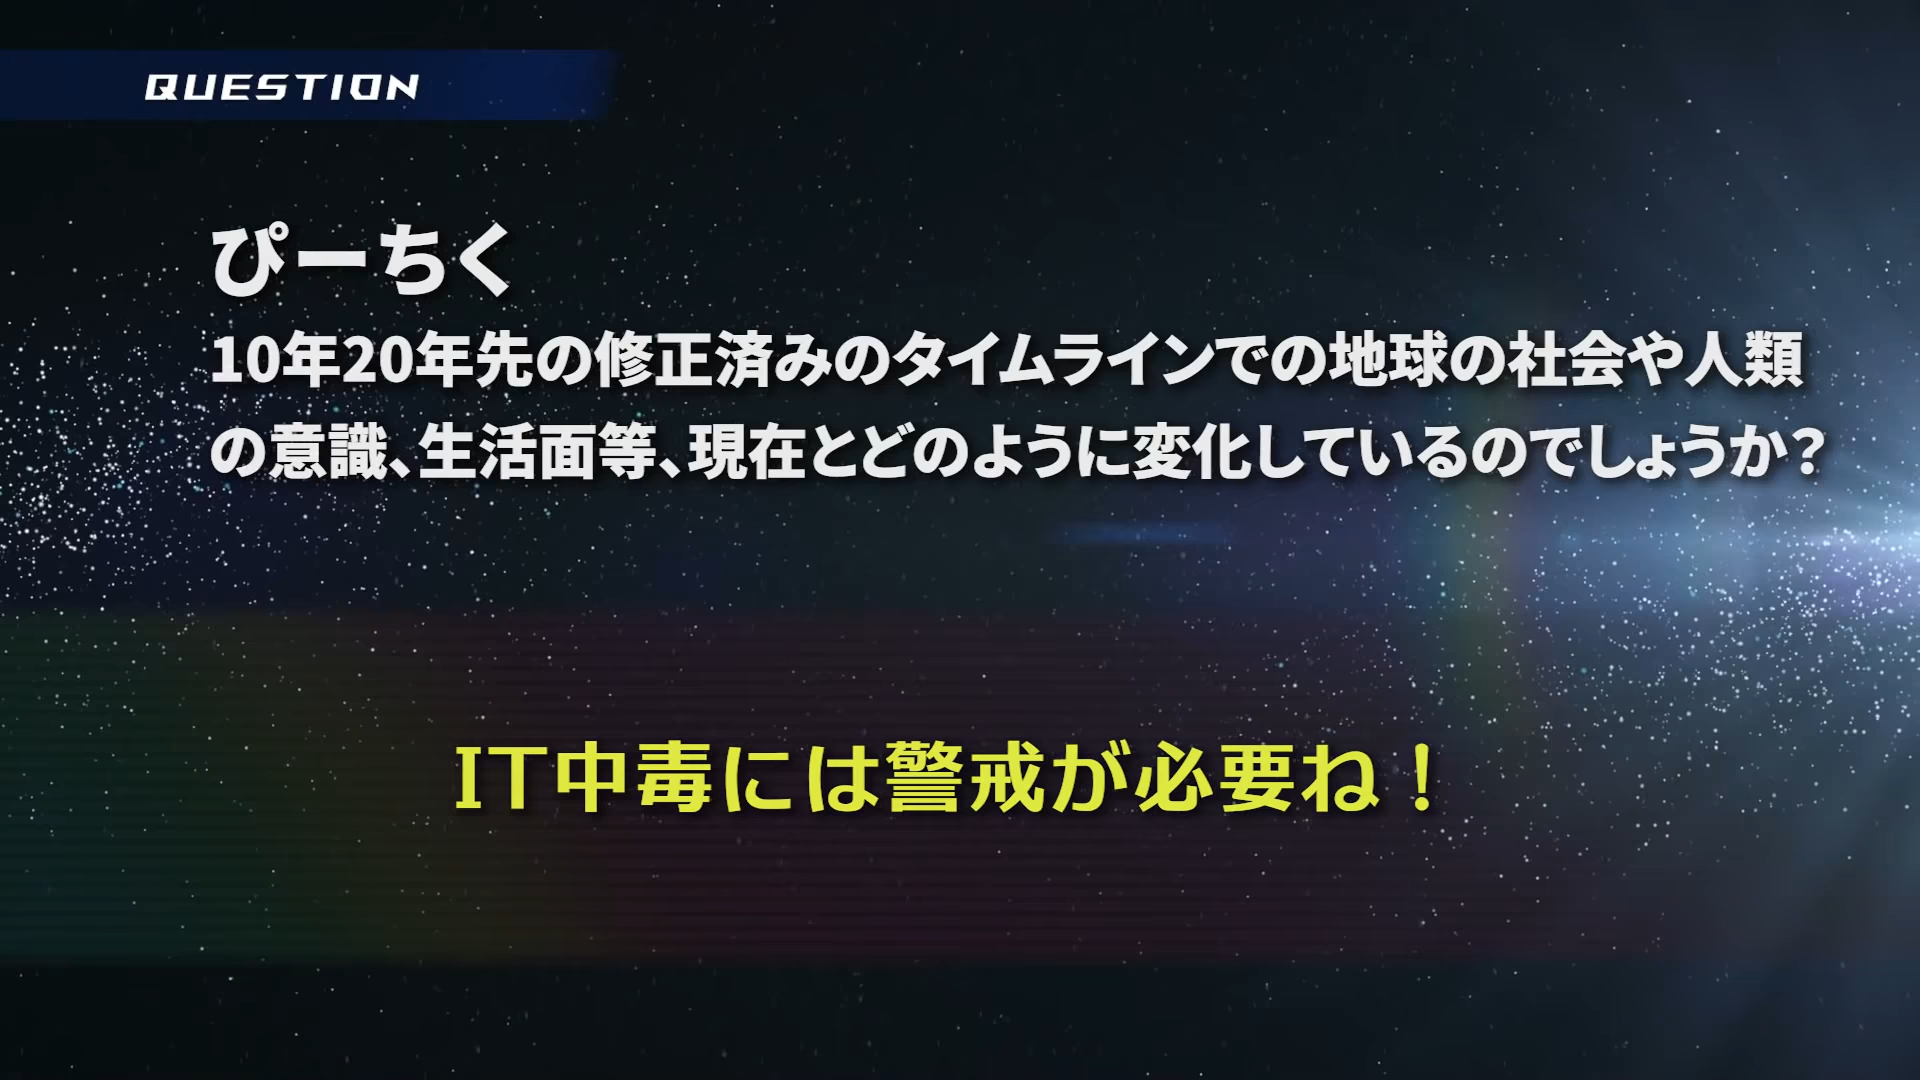 QUESTION
ぴーちく
10年20年先の修正済みのタイムラインでの地球の社会や人類
の意識、生活面等、現在とどのように変化しているのでしょうか？
IT中毒には警戒が必要ね！